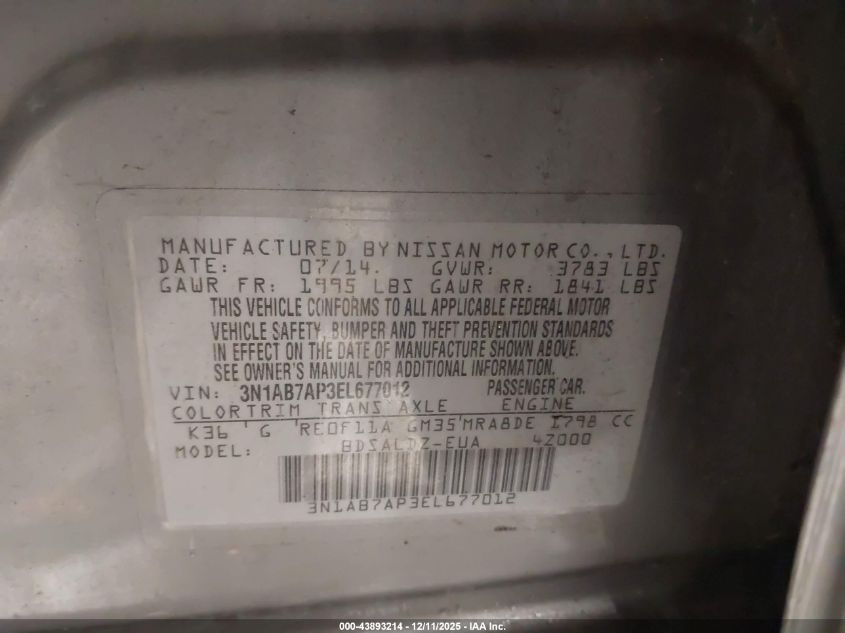 MANUFACTURED BY NISSAN MOTOR CO., LTD.
DATE: 07/14. GVWR: 3783 LBS
GAWR FR: 1995 LBS GAWR RR: 1841 LBS
THIS VEHICLE CONFORMS TO ALL APPLICABLE FEDERAL MOTOR
VEHICLE SAFETY, BUMPER AND THEFT PREVENTION STANDARDS
IN EFFECT ON THE DATE OF MANUFACTURE SHOWN ABOVE.
SEE OWNER'S MANUAL FOR ADDITIONAL INFORMATION.
VIN: 3N1AB7AP3EL677012 PASSENGER CAR.
COLOR TRIM TRANS AXLE ENGINE
K36 G RE0F11A GM35 MRA8DE 1798 CC
MODEL: BDSALDZ-EUA 4Z000
3N1AB7AP3EL677012
000-43893214 - 12/11/2025 - IAA Inc.